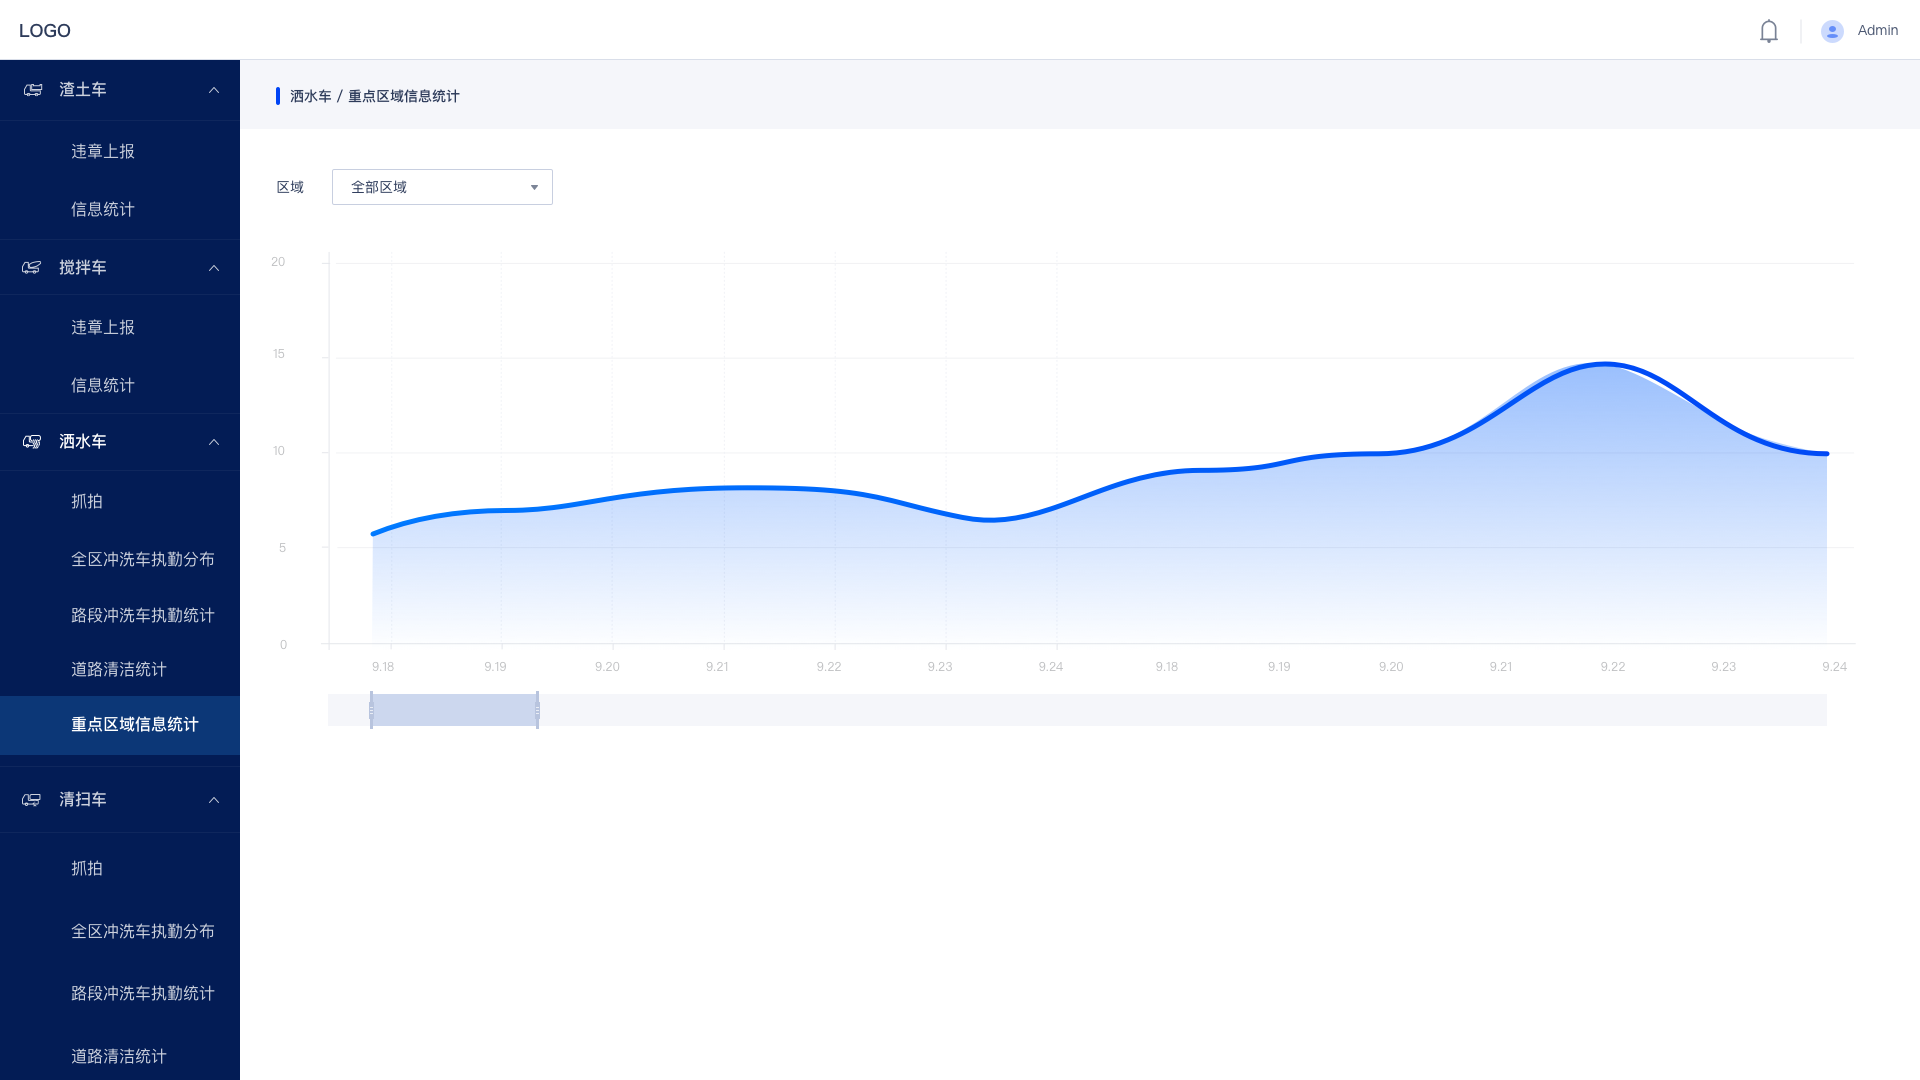 LOGO
Admin
渣土车
违章上报
信息统计
搅拌车
违章上报
信息统计
洒水车
抓拍
全区冲洗车执勤分布
路段冲洗车执勤统计
道路清洁统计
重点区域信息统计
清扫车
抓拍
全区冲洗车执勤分布
路段冲洗车执勤统计
道路清洁统计
洒水车 / 重点区域信息统计
区域 全部区域
20
15
10
5
0
9.18 9.19 9.20 9.21 9.22 9.23 9.24 9.18 9.19 9.20 9.21 9.22 9.23 9.24